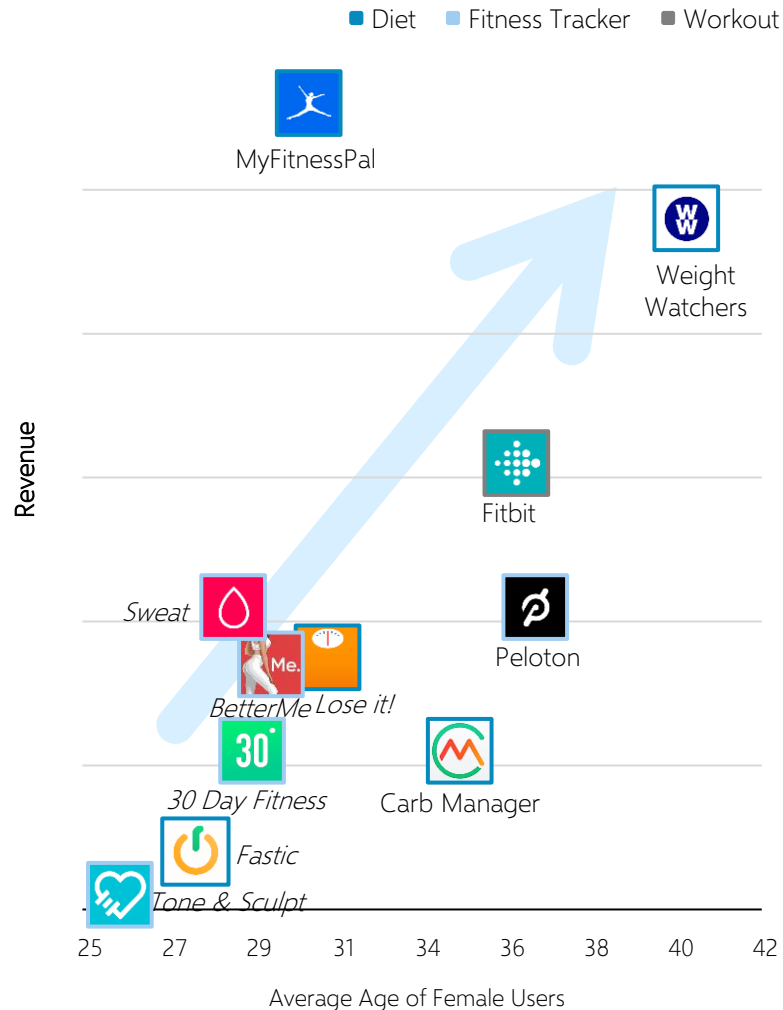 Diet Fitness Tracker Workout
MyFitnessPal
W
W
Weight
Watchers
Revenue
Fitbit
Sweat
Peloton
Me.
BetterMe
Lose it!
30
30 Day Fitness
Carb Manager
Fastic
Tone & Sculpt
25 27 29 31 34 36 38 40 42
Average Age of Female Users